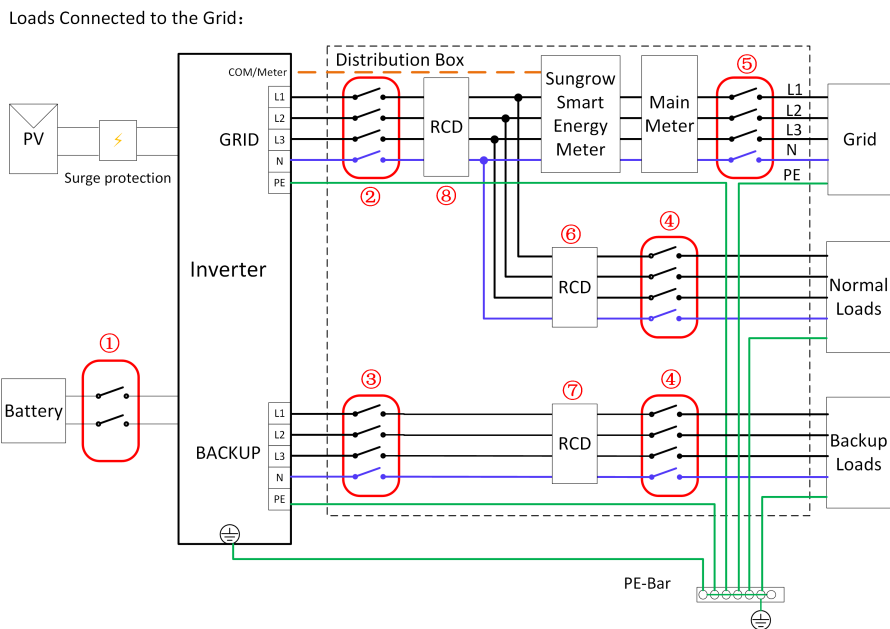 Loads Connected to the Grid:
COM/Meter
Distribution Box
⑤
L1
L2
L3
N
PE
GRID
L1
L2
L3
N
PE
RCD
Sungrow
Smart
Energy
Meter
Main
Meter
Grid
PV
Surge protection
②
⑧
Inverter
⑥
④
RCD
Normal
Loads
①
Battery
③
⑦
④
L1
L2
L3
N
PE
BACKUP
RCD
Backup
Loads
PE-Bar